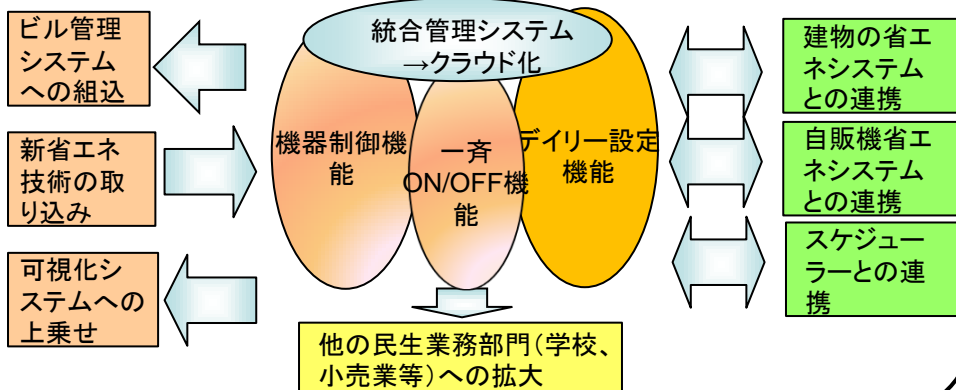 ビル管理
システム
への組込
新省エネ
技術の取
り込み
可視化シ
ステムへの
上乗せ
統合管理システム
→クラウド化
機器制御機
能
一斉
ON/OFF機
能
デイリー設定
機能
他の民生業務部門(学校、
小売業等)への拡大
建物の省エ
ネシステム
との連携
自販機省エ
ネシステム
との連携
スケジュー
ラーとの連
携